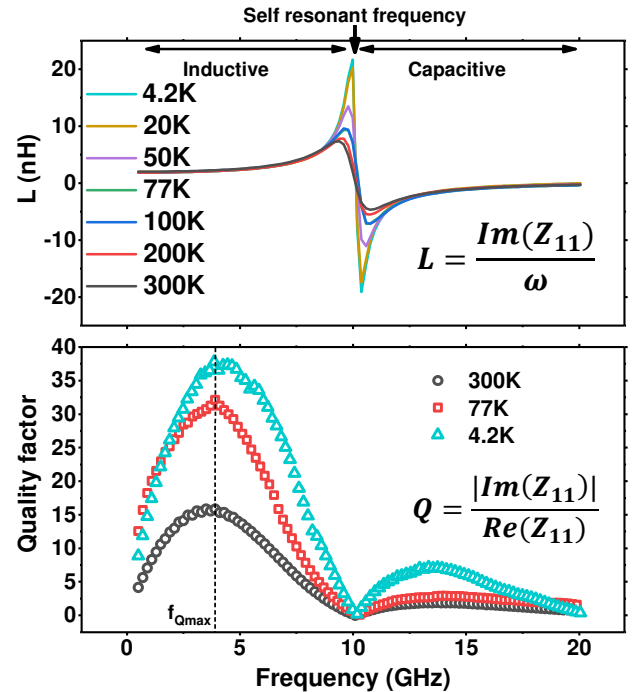 Self resonant frequency
Inductive
Capacitive
20
10
0
-10
-20
L (nH)
4.2K
20K
50K
77K
100K
200K
300K
L = Im(Z₁₁) / ω
40
35
30
25
20
15
10
5
0
Quality factor
300K
77K
4.2K
Q = |Im(Z₁₁)| / Re(Z₁₁)
f_Qmax
0
5
10
15
20
Frequency (GHz)